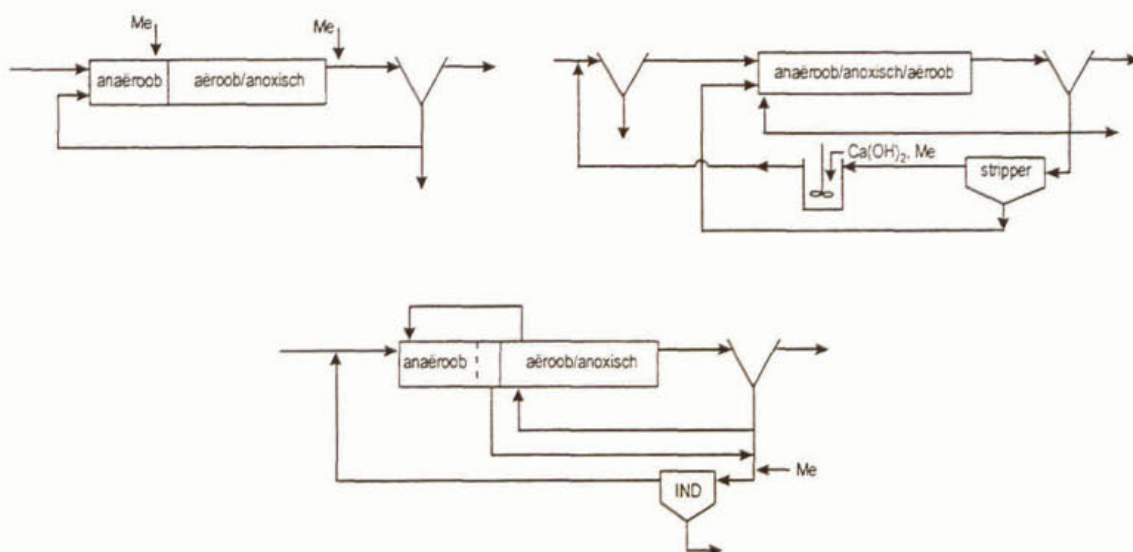 Me
Me
anaëroob
aëroob/anoxisch
anaëroob/anoxisch/aëroob
Ca(OH)₂, Me
stripper
anaëroob
aëroob/anoxisch
Me
IND